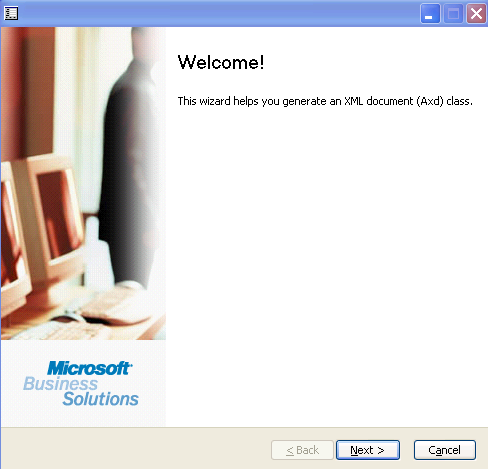 Welcome!
This wizard helps you generate an XML document (Axd) class.
Microsoft
Business
Solutions
< Back
Next >
Cancel